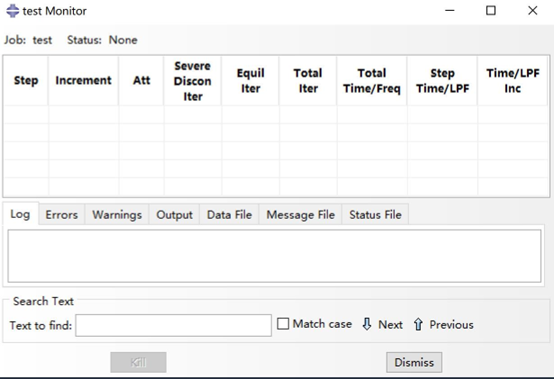 test Monitor
Job: test Status: None
Step Increment Att Severe Discon Iter Equil Iter Total Iter Total Time/Freq Step Time/LPF Time/LPF Inc
Log Errors Warnings Output Data File Message File Status File
Search Text
Text to find: Match case Next Previous
Kill Dismiss